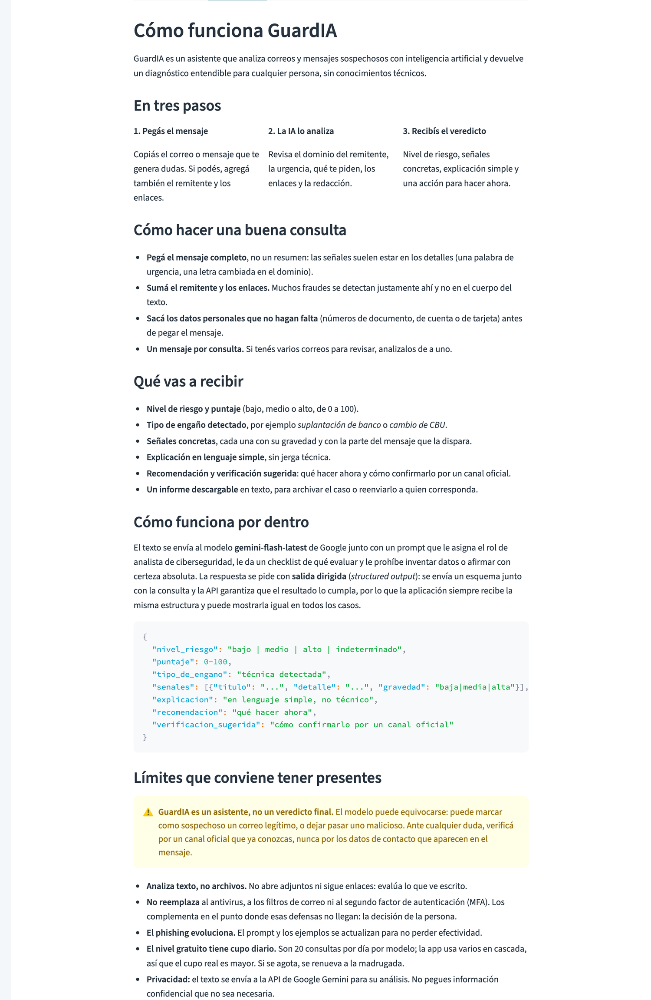 Cómo funciona GuardIA
GuardIA es un asistente que analiza correos y mensajes sospechosos con inteligencia artificial y devuelve
un diagnóstico entendible para cualquier persona, sin conocimientos técnicos.
En tres pasos
1. Pegás el mensaje
Copiás el correo o mensaje que te
genera dudas. Si podés, agregá
también el remitente y los
enlaces.
2. La IA lo analiza
Revisa el dominio del remitente,
la urgencia, qué te piden, los
enlaces y la redacción.
3. Recibís el veredicto
Nivel de riesgo, señales
concretas, explicación simple y
una acción para hacer ahora.
Cómo hacer una buena consulta
• Pegá el mensaje completo, no un resumen: las señales suelen estar en los detalles (una palabra de
urgencia, una letra cambiada en el dominio).
• Sumá el remitente y los enlaces. Muchos fraudes se detectan justamente ahí y no en el cuerpo del
texto.
• Sacá los datos personales que no hagan falta (números de documento, de cuenta o de tarjeta) antes
de pegar el mensaje.
• Un mensaje por consulta. Si tenés varios correos para revisar, analizalos de a uno.
Qué vas a recibir
• Nivel de riesgo y puntaje (bajo, medio o alto, de 0 a 100).
• Tipo de engaño detectado, por ejemplo suplantación de banco o cambio de CBU.
• Señales concretas, cada una con su gravedad y con la parte del mensaje que la dispara.
• Explicación en lenguaje simple, sin jerga técnica.
• Recomendación y verificación sugerida: qué hacer ahora y cómo confirmarlo por un canal oficial.
• Un informe descargable en texto, para archivar el caso o reenviarlo a quien corresponda.
Cómo funciona por dentro
El texto se envía al modelo gemini-flash-latest de Google junto con un prompt que le asigna el rol de
analista de ciberseguridad, le da un checklist de qué evaluar y le prohíbe inventar datos o afirmar con
certeza absoluta. La respuesta se pide con salida dirigida (structured output): se envía un esquema junto
con la consulta y la API garantiza que el resultado lo cumpla, por lo que la aplicación siempre recibe la
misma estructura y puede mostrarla igual en todos los casos.
{
"nivel_riesgo": "bajo | medio | alto | indeterminado",
"puntaje": 0-100,
"tipo_de_engano": "técnica detectada",
"senales": [{"titulo": "...", "detalle": "...", "gravedad": "baja|media|alta"}],
"explicacion": "en lenguaje simple, no técnico",
"recomendacion": "qué hacer ahora",
"verificacion_sugerida": "cómo confirmarlo por un canal oficial"
}
Límites que conviene tener presentes
⚠️ GuardIA es un asistente, no un veredicto final. El modelo puede equivocarse: puede marcar
como sospechoso un correo legítimo, o dejar pasar uno malicioso. Ante cualquier duda, verificá
por un canal oficial que ya conozcas, nunca por los datos de contacto que aparecen en el
mensaje.
• Analiza texto, no archivos. No abre adjuntos ni sigue enlaces: evalúa lo que ve escrito.
• No reemplaza al antivirus, a los filtros de correo ni al segundo factor de autenticación (MFA). Los
complementa en el punto donde esas defensas no llegan: la decisión de la persona.
• El phishing evoluciona. El prompt y los ejemplos se actualizan para no perder efectividad.
• El nivel gratuito tiene cupo diario. Son 20 consultas por día por modelo; la app usa varios en cascada,
así que el cupo real es mayor. Si se agota, se renueva a la madrugada.
• Privacidad: el texto se envía a la API de Google Gemini para su análisis. No pegues información
confidencial que no sea necesaria.